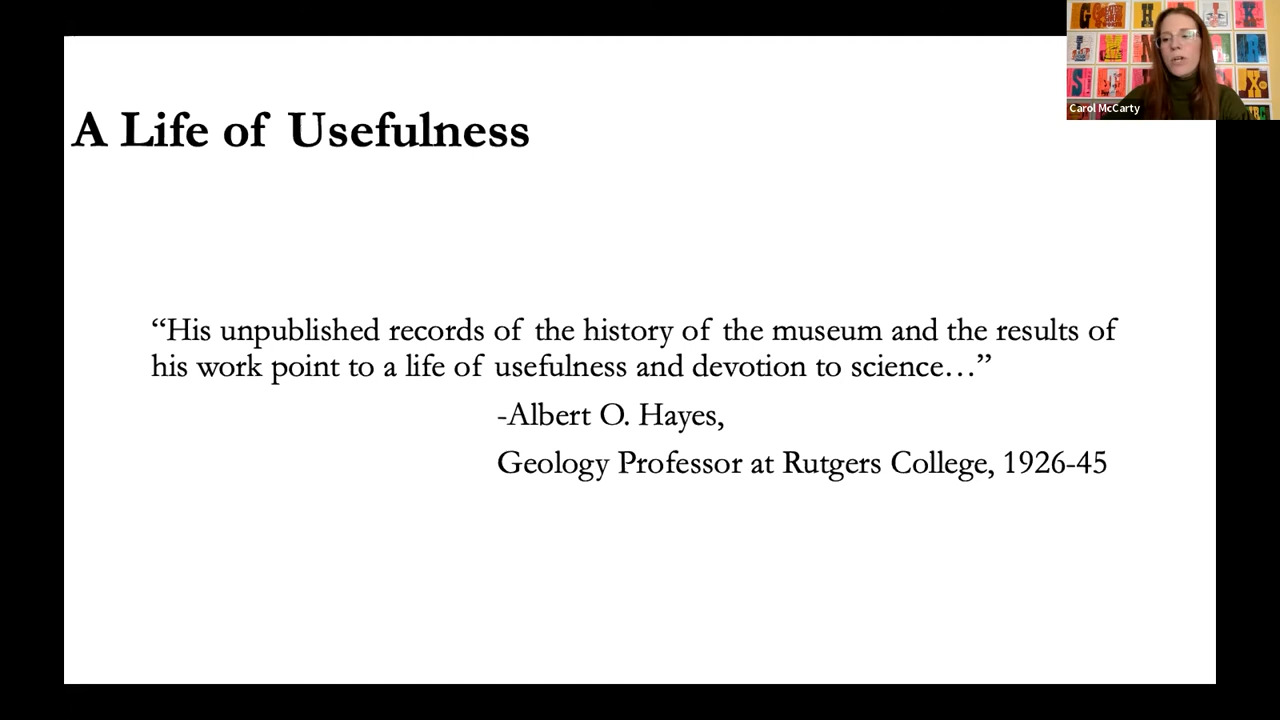 A Life of Usefulness
“His unpublished records of the history of the museum and the results of
his work point to a life of usefulness and devotion to science…”
-Albert O. Hayes,
Geology Professor at Rutgers College, 1926-45
Carol McCarty